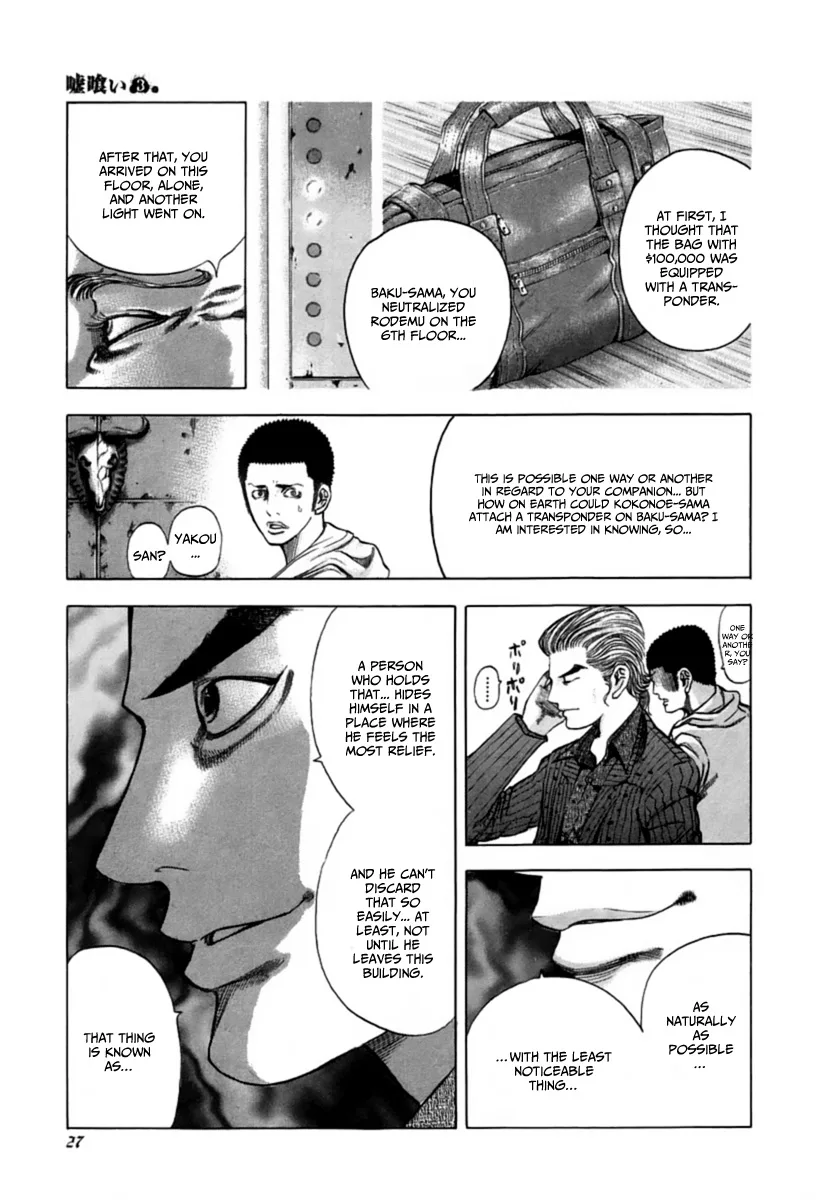 嘘喰い3。
AT FIRST, I
THOUGHT THAT
THE BAG WITH
$100,000 WAS
EQUIPPED
WITH A TRANS-
PONDER.
BAKU-SAMA, YOU
NEUTRALIZED
RODEMU ON THE
6TH FLOOR...
AFTER THAT, YOU
ARRIVED ON THIS
FLOOR, ALONE,
AND ANOTHER
LIGHT WENT ON.
THIS IS POSSIBLE ONE WAY OR ANOTHER
IN REGARD TO YOUR COMPANION... BUT
HOW ON EARTH COULD KOKONOE-SAMA
ATTACH A TRANSPONDER ON BAKU-SAMA? I
AM INTERESTED IN KNOWING, SO...
YAKOU
...
SAN?
ONE
WAY OR
ANOTHE
R, YOU
SAY?
ポリポリ
......
A PERSON
WHO HOLDS
THAT... HIDES
HIMSELF IN A
PLACE WHERE
HE FEELS THE
MOST RELIEF.
AND HE CAN'T
DISCARD
THAT SO
EASILY... AT
LEAST, NOT
UNTIL HE
LEAVES THIS
BUILDING.
AS
NATURALLY
AS
POSSIBLE
...
...WITH THE LEAST
NOTICEABLE
THING...
THAT THING
IS KNOWN
AS...
27